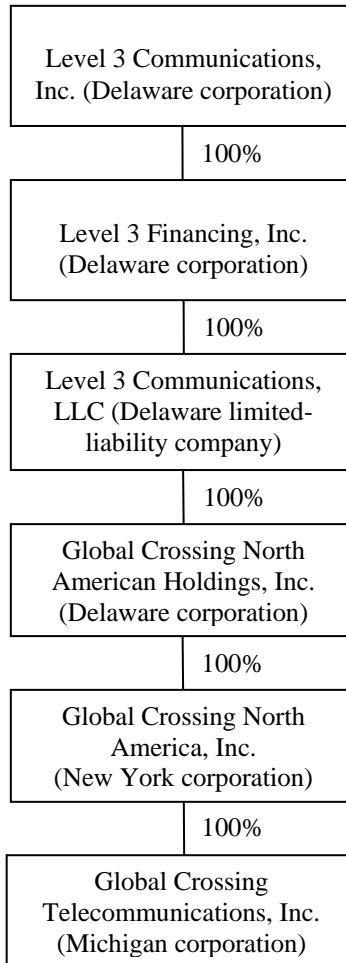 Level 3 Communications,
Inc. (Delaware corporation)
100%
Level 3 Financing, Inc.
(Delaware corporation)
100%
Level 3 Communications,
LLC (Delaware limited-
liability company)
100%
Global Crossing North
American Holdings, Inc.
(Delaware corporation)
100%
Global Crossing North
America, Inc.
(New York corporation)
100%
Global Crossing
Telecommunications, Inc.
(Michigan corporation)